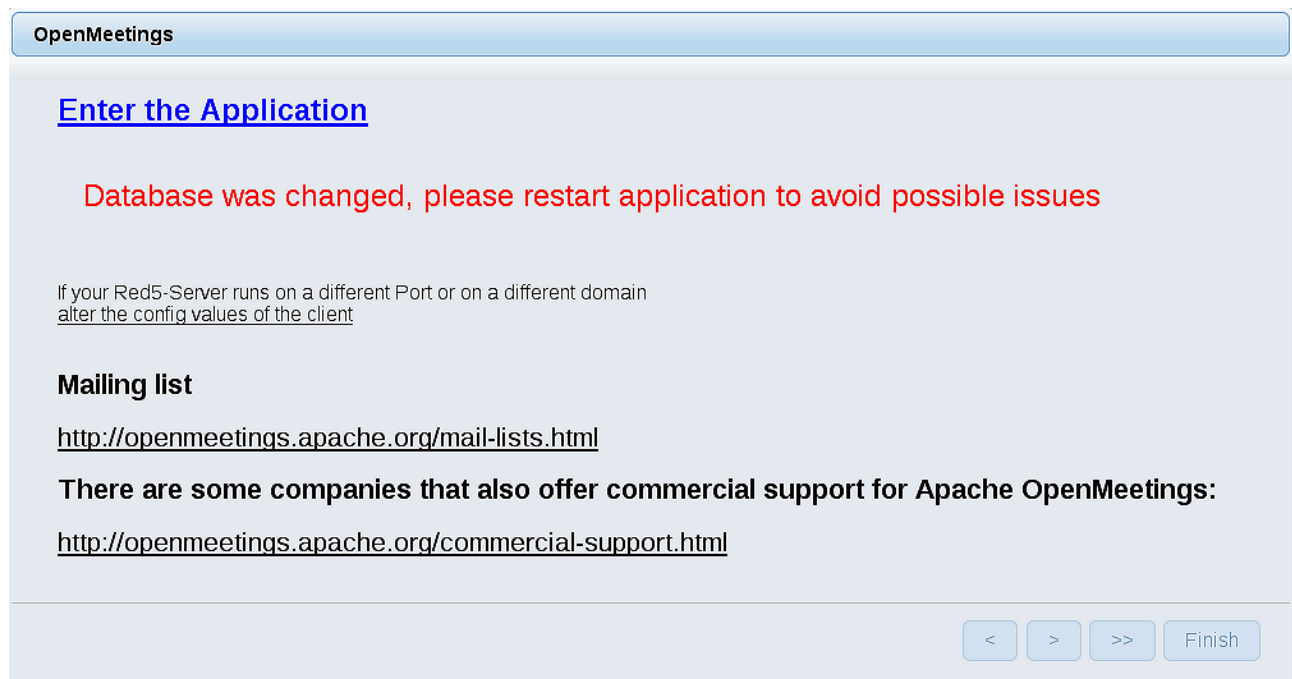 OpenMeetings
Enter the Application
Database was changed, please restart application to avoid possible issues
If your Red5-Server runs on a different Port or on a different domain
alter the config values of the client
Mailing list
http://openmeetings.apache.org/mail-lists.html
There are some companies that also offer commercial support for Apache OpenMeetings:
http://openmeetings.apache.org/commercial-support.html
< > >> Finish